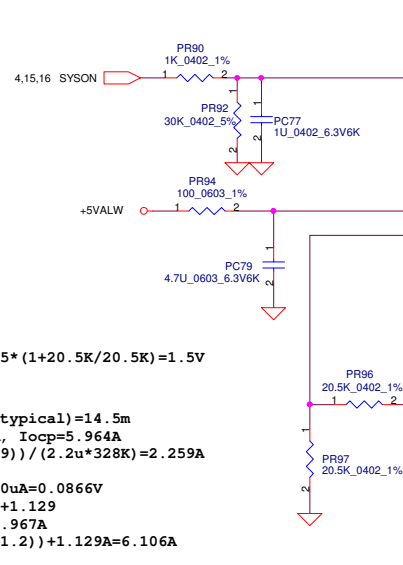 PR90
1K_0402_1%
4,15,16 SYSON
1 2
1
PR92
30K_0402_5%
2
1
PC77
1U_0402_6.3V6K
2
PR94
100_0603_1%
+5VALW
1 2
1
PC79
4.7U_0603_6.3V6K
2
5*(1+20.5K/20.5K)=1.5V
PR96
20.5K_0402_1%
1 2
typical)=14.5m
, Iocp=5.964A
9))/(2.2u*328K)=2.259A
1
PR97
20.5K_0402_1%
2
0uA=0.0866V
+1.129
.967A
1.2))+1.129A=6.106A